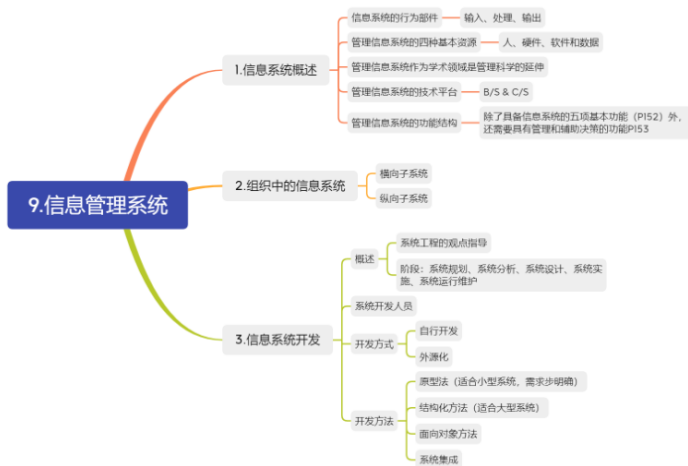 9.信息管理系统
1.信息系统概述
信息系统的行为部件
输入、处理、输出
管理信息系统的四种基本资源
人、硬件、软件和数据
管理信息系统作为学术领域是管理科学的延伸
管理信息系统的技术平台
B/S & C/S
管理信息系统的功能结构
除了具备信息系统的五项基本功能（P152）外，
还需要具有管理和辅助决策的功能P153
2.组织中的信息系统
横向子系统
纵向子系统
3.信息系统开发
概述
系统工程的观点指导
阶段：系统规划、系统分析、系统设计、系统实
施、系统运行维护
系统开发人员
开发方式
自行开发
外源化
开发方法
原型法（适合小型系统，需求步明确）
结构化方法（适合大型系统）
面向对象方法
系统集成